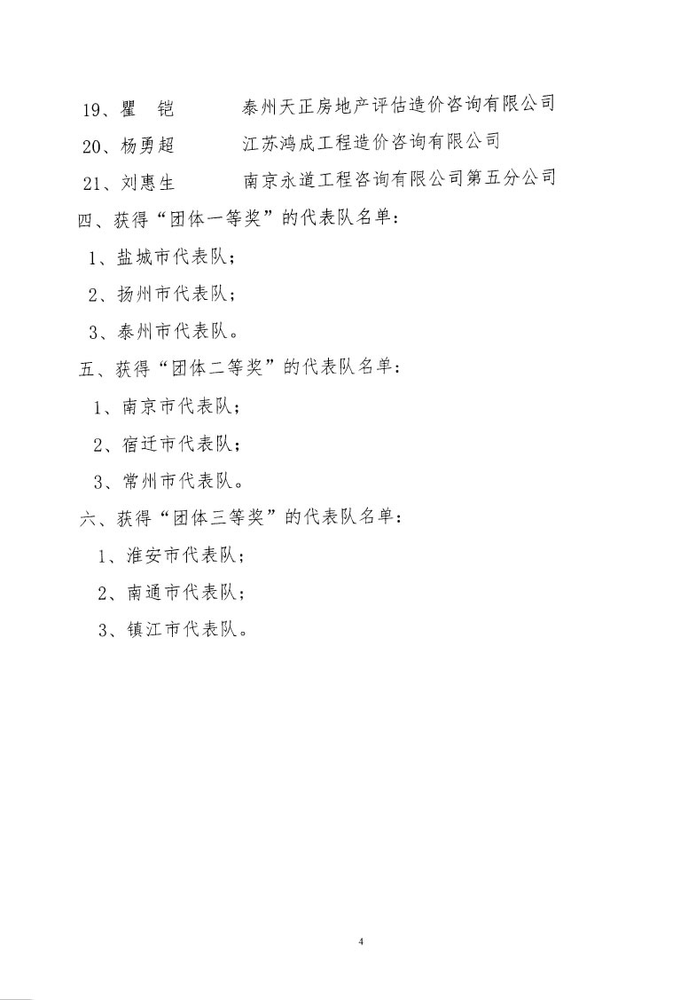 19、瞿　铠　　　泰州天正房地产评估造价咨询有限公司
20、杨勇超　　　江苏鸿成工程造价咨询有限公司
21、刘惠生　　　南京永道工程咨询有限公司第五分公司
四、获得“团体一等奖”的代表队名单：
1、盐城市代表队；
2、扬州市代表队；
3、泰州市代表队。
五、获得“团体二等奖”的代表队名单：
1、南京市代表队；
2、宿迁市代表队；
3、常州市代表队。
六、获得“团体三等奖”的代表队名单：
1、淮安市代表队；
2、南通市代表队；
3、镇江市代表队。
4